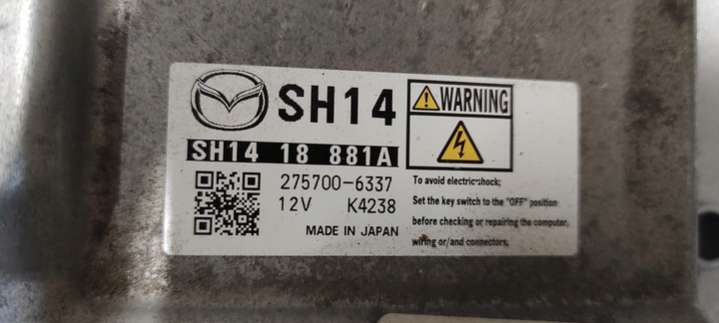 SH14
SH14 18 881A
275700-6337
12V K4238
MADE IN JAPAN
WARNING
To avoid electric shock;
Set the key switch to the "OFF" position
before checking or repairing the computer,
wiring or/and connectors.